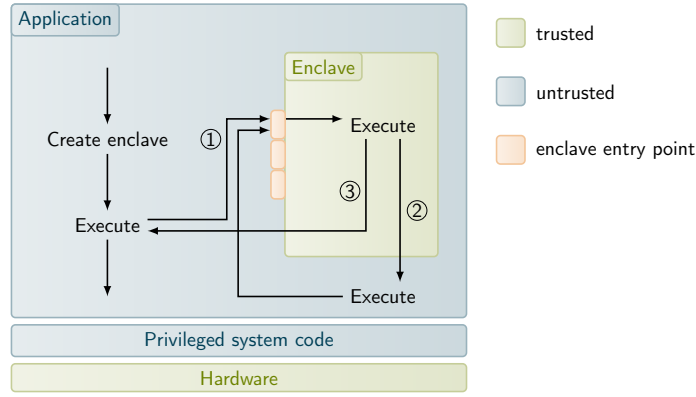 Application
trusted
Enclave
untrusted
Create enclave
①
Execute
enclave entry point
③
②
Execute
Execute
Privileged system code
Hardware